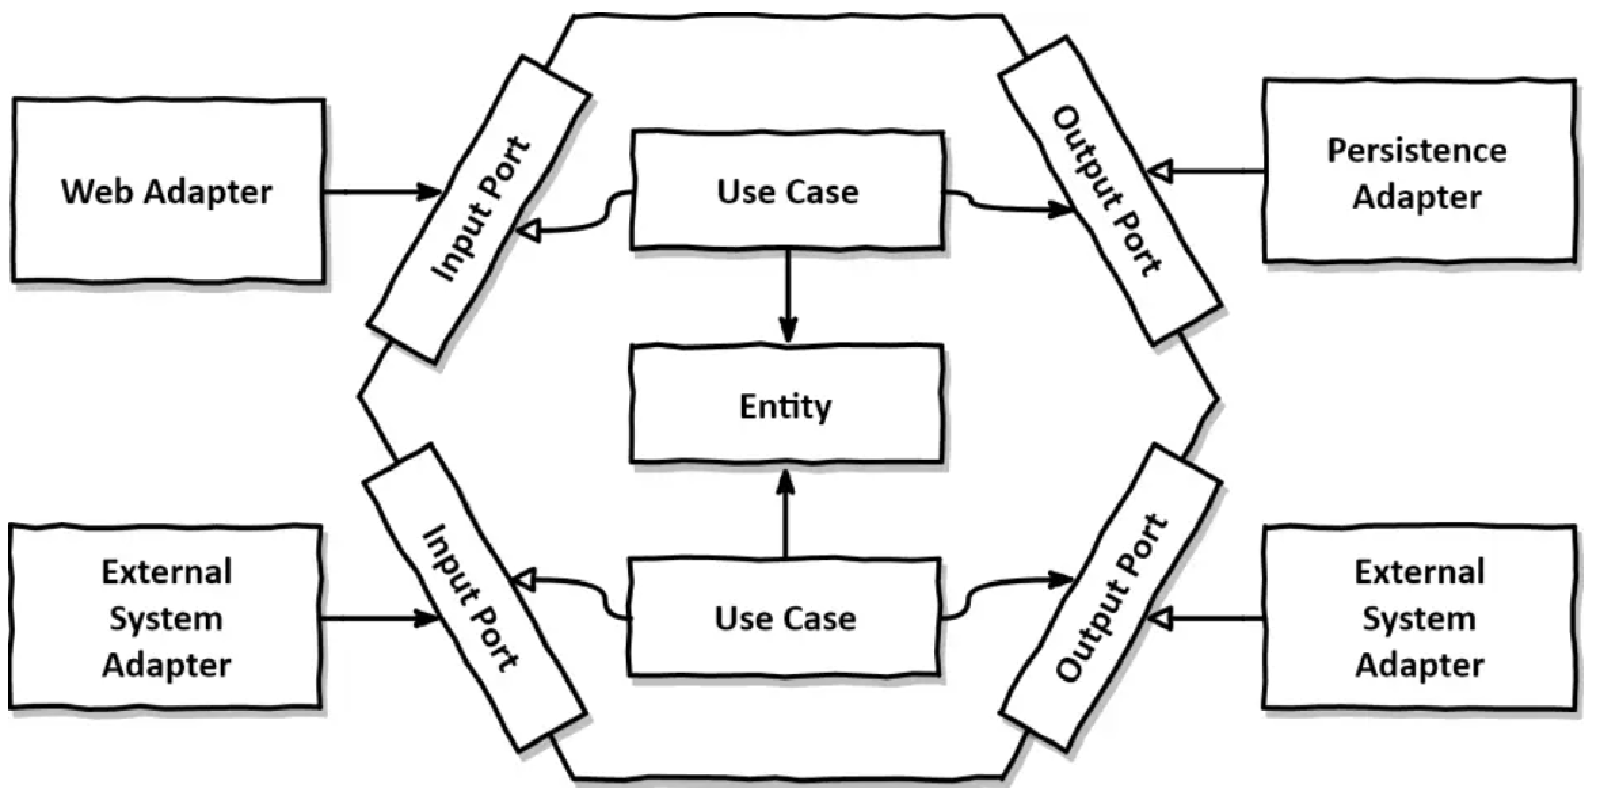 Web Adapter
Input Port
Use Case
Output Port
Persistence
Adapter
Entity
External
System
Adapter
Input Port
Use Case
Output Port
External
System
Adapter